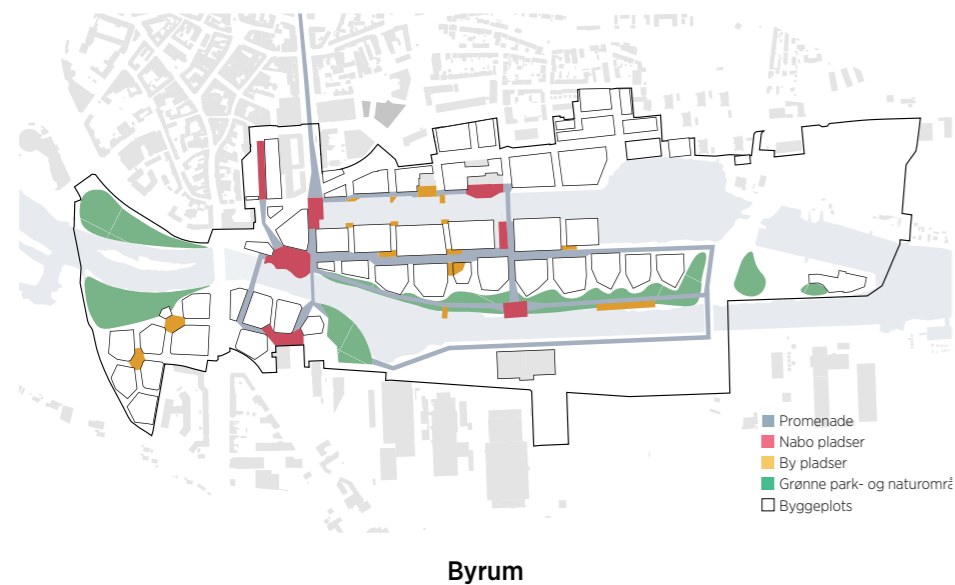 Promenade
Nabo pladser
By pladser
Grønne park- og naturområ
Byggeplots
Byrum